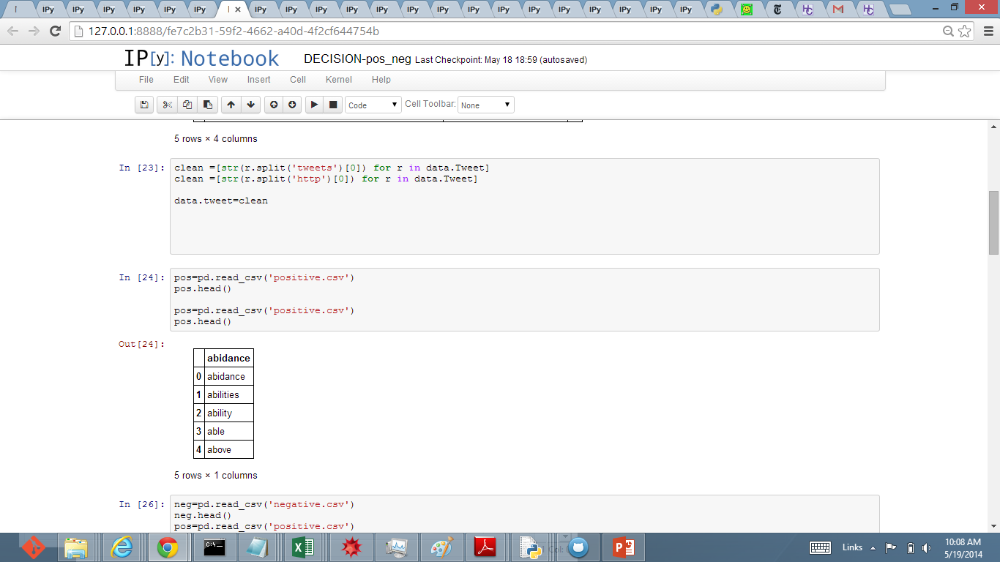 IPy IPy IPy IPy IPy IPy IPy IPy IPy IPy IPy IPy IPy IPy IPy IPy IPy IPy IPy IPy
127.0.0.1:8888/fe7c2b31-59f2-4662-a40d-4f2cf644754b
IP[y]: Notebook DECISION-pos_neg Last Checkpoint: May 18 18:59 (autosaved)
File Edit View Insert Cell Kernel Help
Code Cell Toolbar: None
5 rows × 4 columns
In [23]: clean =[str(r.split('tweets')[0]) for r in data.Tweet]
clean =[str(r.split('http')[0]) for r in data.Tweet]
data.tweet=clean
In [24]: pos=pd.read_csv('positive.csv')
pos.head()
pos=pd.read_csv('positive.csv')
pos.head()
Out[24]:
abidance
0 abidance
1 abilities
2 ability
3 able
4 above
5 rows × 1 columns
In [26]: neg=pd.read_csv('negative.csv')
neg.head()
pos=pd.read_csv('positive.csv')
Links 10:08 AM
5/19/2014